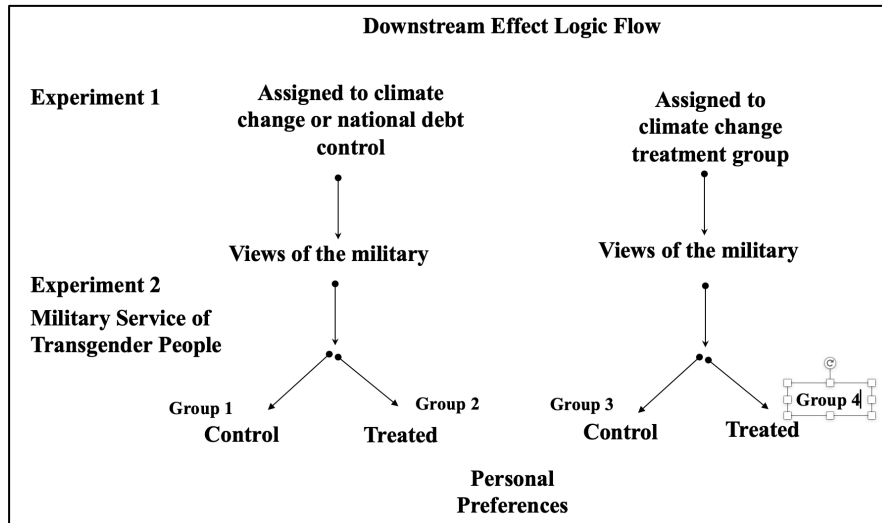 Downstream Effect Logic Flow
Experiment 1
Assigned to climate
change or national debt
control
Assigned to
climate change
treatment group
Views of the military
Views of the military
Experiment 2
Military Service of
Transgender People
Group 1
Group 2
Group 3
Group 4
Control
Treated
Control
Treated
Personal
Preferences